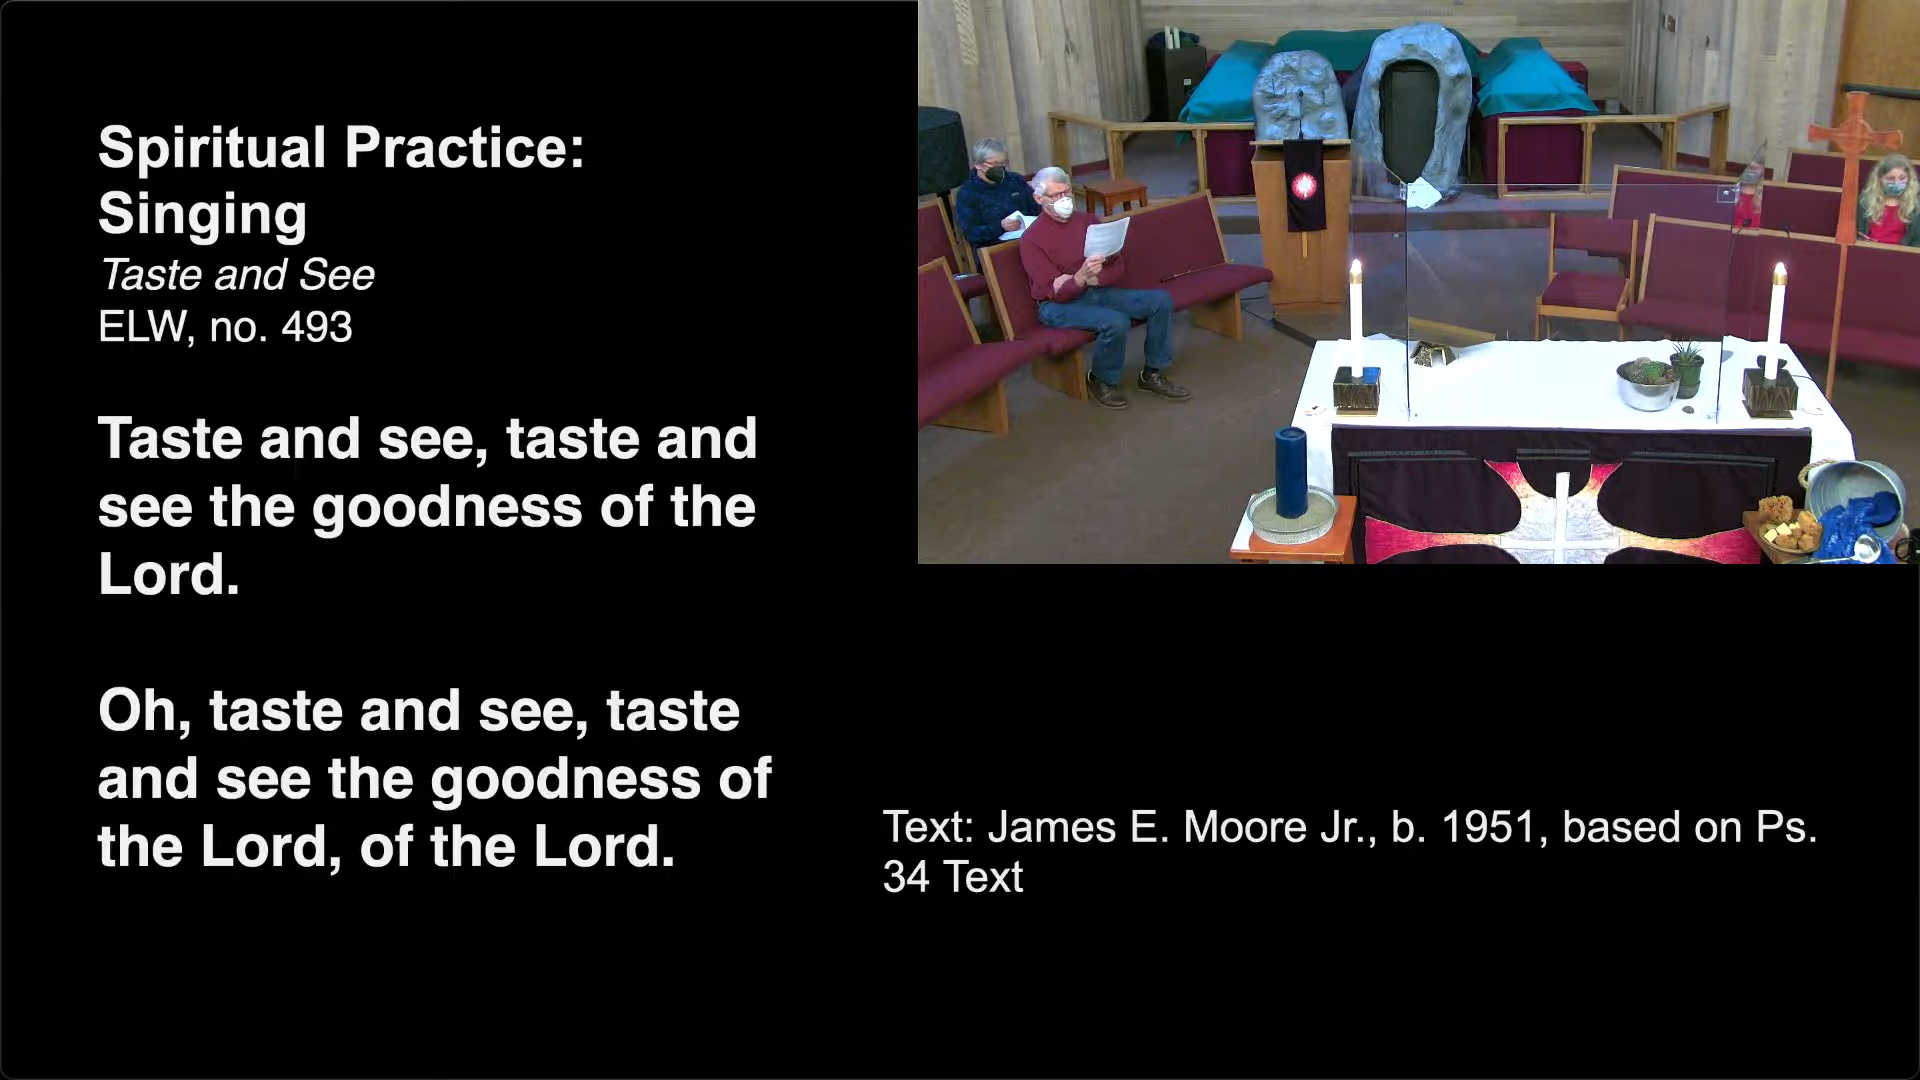 Spiritual Practice:
Singing
Taste and See
ELW, no. 493
Taste and see, taste and
see the goodness of the
Lord.
Oh, taste and see, taste
and see the goodness of
the Lord, of the Lord.
Text: James E. Moore Jr., b. 1951, based on Ps.
34 Text